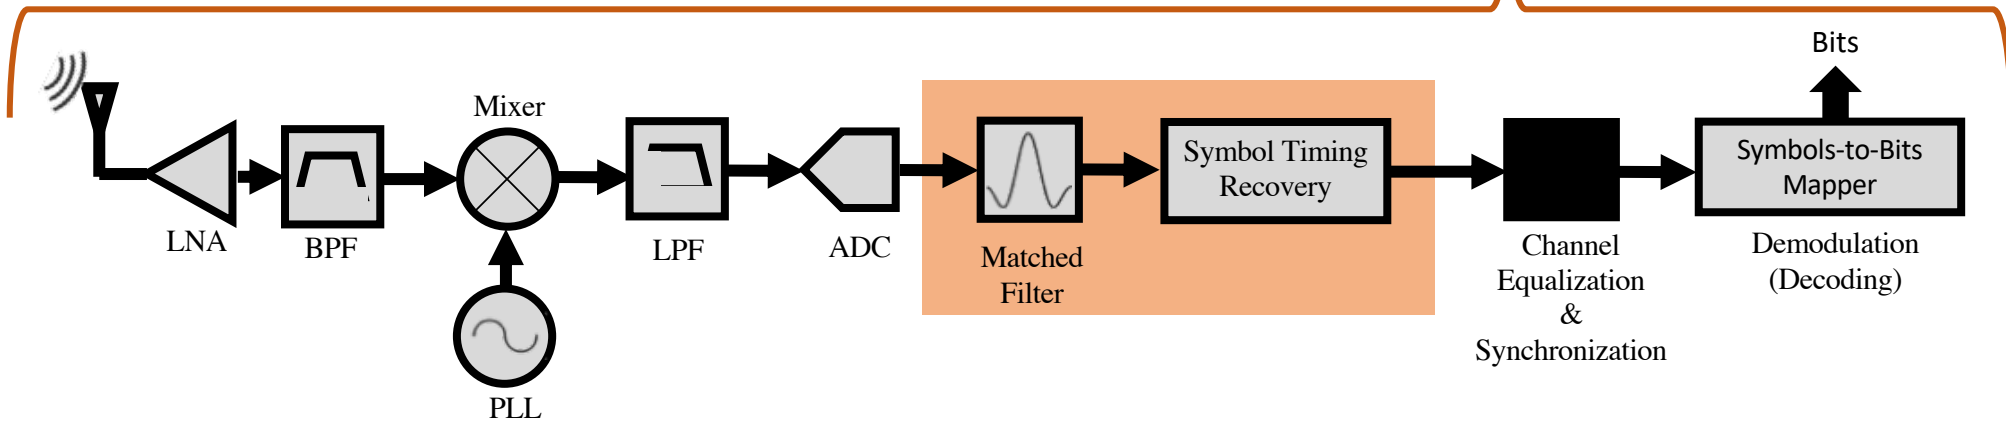 Bits
Mixer
Symbol Timing
Recovery
Symbols-to-Bits
Mapper
LNA
BPF
LPF
ADC
Matched
Filter
Channel
Equalization
&
Synchronization
Demodulation
(Decoding)
PLL